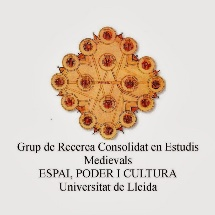 Grup de Recerca Consolidat en Estudis
Medievals
ESPAI, PODER I CULTURA
Universitat de Lleida